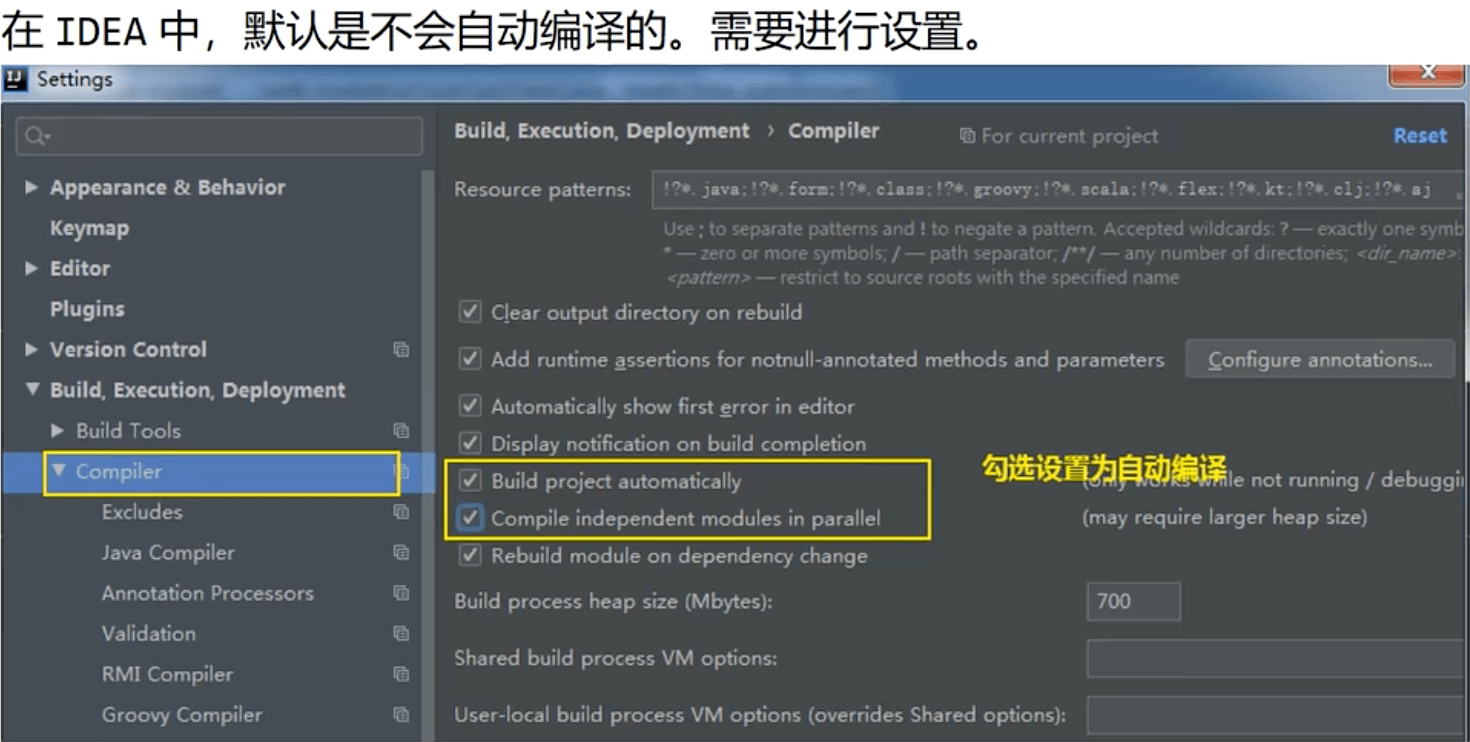 在 IDEA 中，默认是不会自动编译的。需要进行设置。
Settings
Build, Execution, Deployment › Compiler
For current project
Reset
Appearance & Behavior
Keymap
Editor
Plugins
Version Control
Build, Execution, Deployment
Build Tools
Compiler
Excludes
Java Compiler
Annotation Processors
Validation
RMI Compiler
Groovy Compiler
Resource patterns: !?*.java;!?*.form;!?*.class;!?*.groovy;!?*.scala;!?*.flex;!?*.kt;!?*.clj;!?*.aj
Use ; to separate patterns and ! to negate a pattern. Accepted wildcards: ? — exactly one symb
* — zero or more symbols; / — path separator; /**/ — any number of directories; <dir_name>:
<pattern> — restrict to source roots with the specified name
Clear output directory on rebuild
Add runtime assertions for notnull-annotated methods and parameters
Configure annotations...
Automatically show first error in editor
Display notification on build completion
勾选设置为自动编译
Build project automatically (only works while not running / debuggin
Compile independent modules in parallel (may require larger heap size)
Rebuild module on dependency change
Build process heap size (Mbytes): 700
Shared build process VM options:
User-local build process VM options (overrides Shared options):